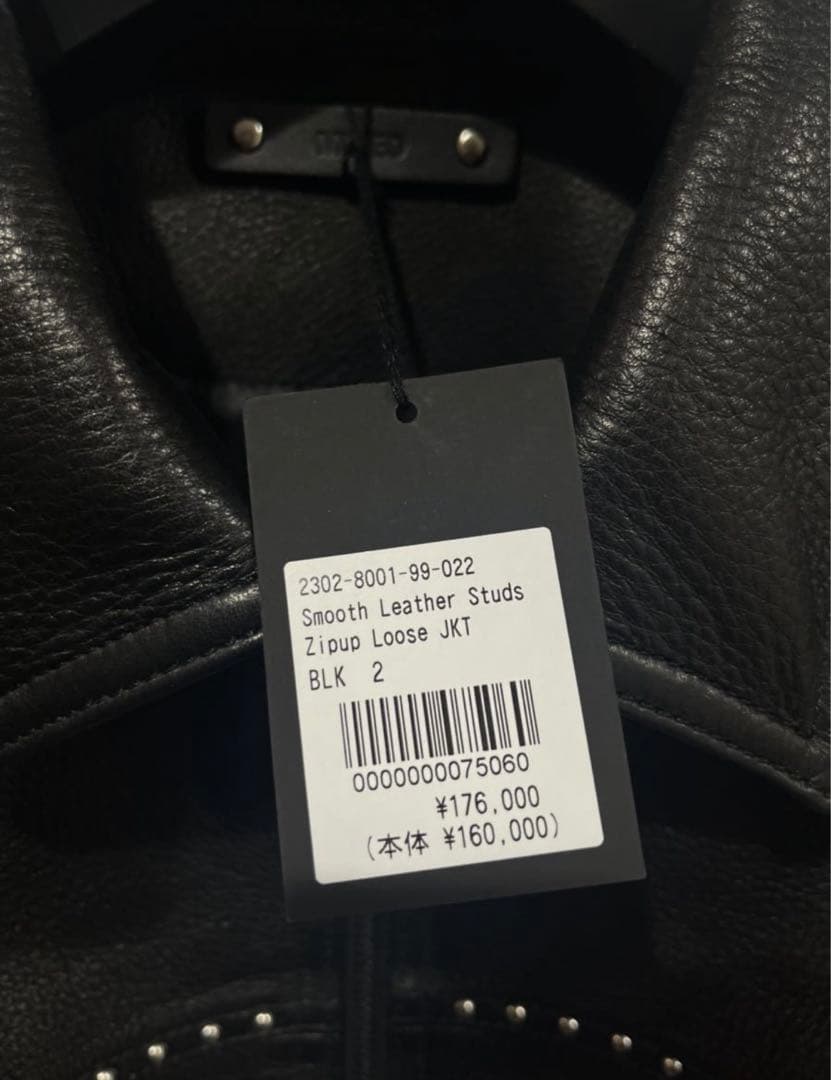 2302-8001-99-022
Smooth Leather Studs
Zipup Loose JKT
BLK 2
0000000075060
¥176,000
(本体 ¥160,000)